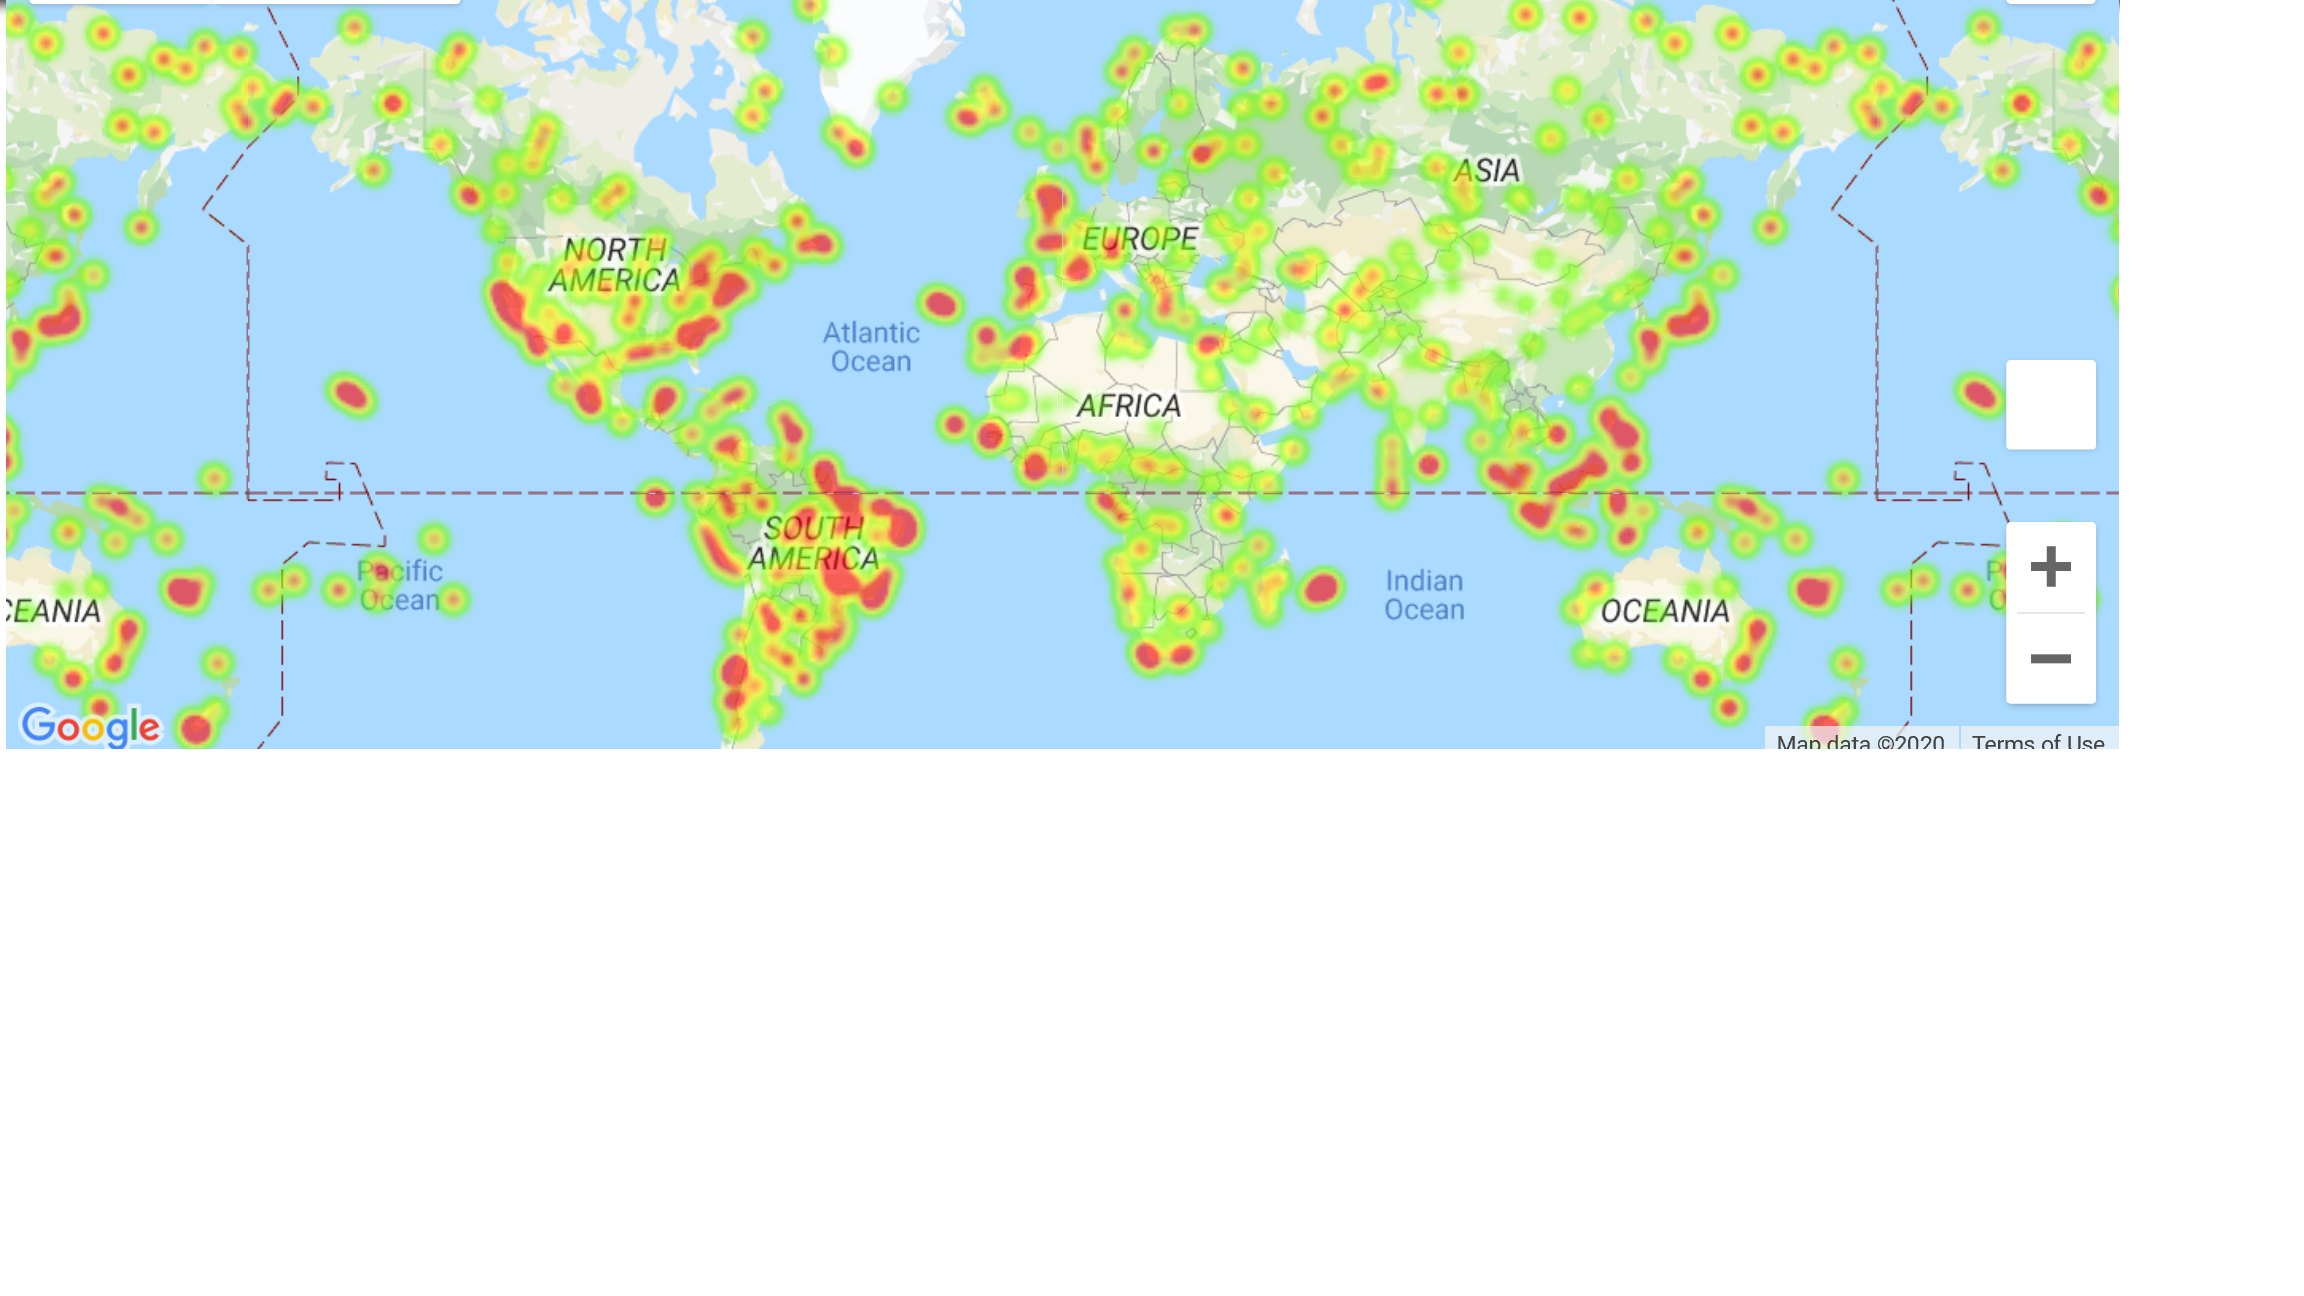 ASIA
NORTH
AMERICA
EUROPE
Atlantic
Ocean
AFRICA
SOUTH
AMERICA
Pacific
Ocean
Indian
Ocean
P
O
CEANIA
OCEANIA
Google
Map data ©2020
Terms of Use